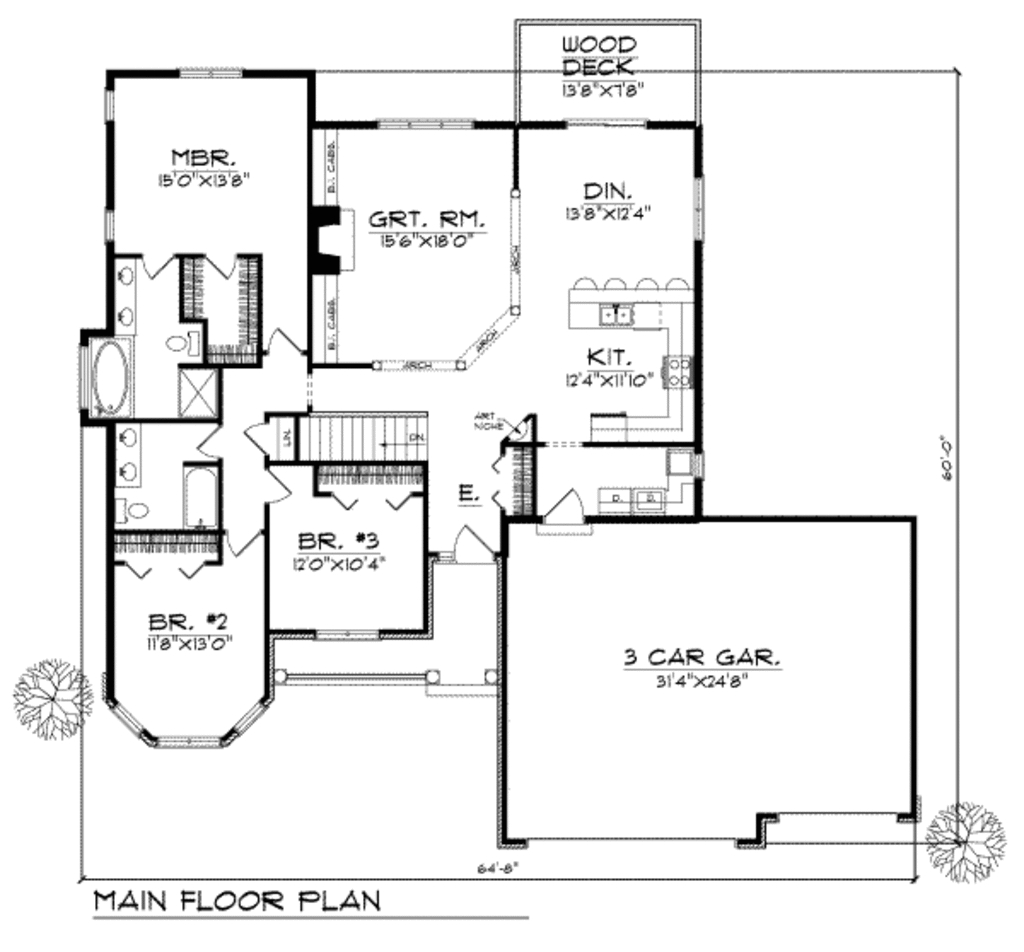 WOOD
DECK
13'8"X7'8"
MBR.
15'0"X13'8"
B.I. CABS.
GRT. RM.
15'6"X18'0"
DIN.
13'8"X12'4"
ARCH
B.I. CABS.
ARCH
ARCH
KIT.
12'4"X11'10"
ART
NICHE
LIN.
DN.
60'-0"
E.
D.
BR. #3
12'0"X10'4"
BR. #2
11'8"X13'0"
3 CAR GAR.
31'4"X24'8"
64'-8"
MAIN FLOOR PLAN